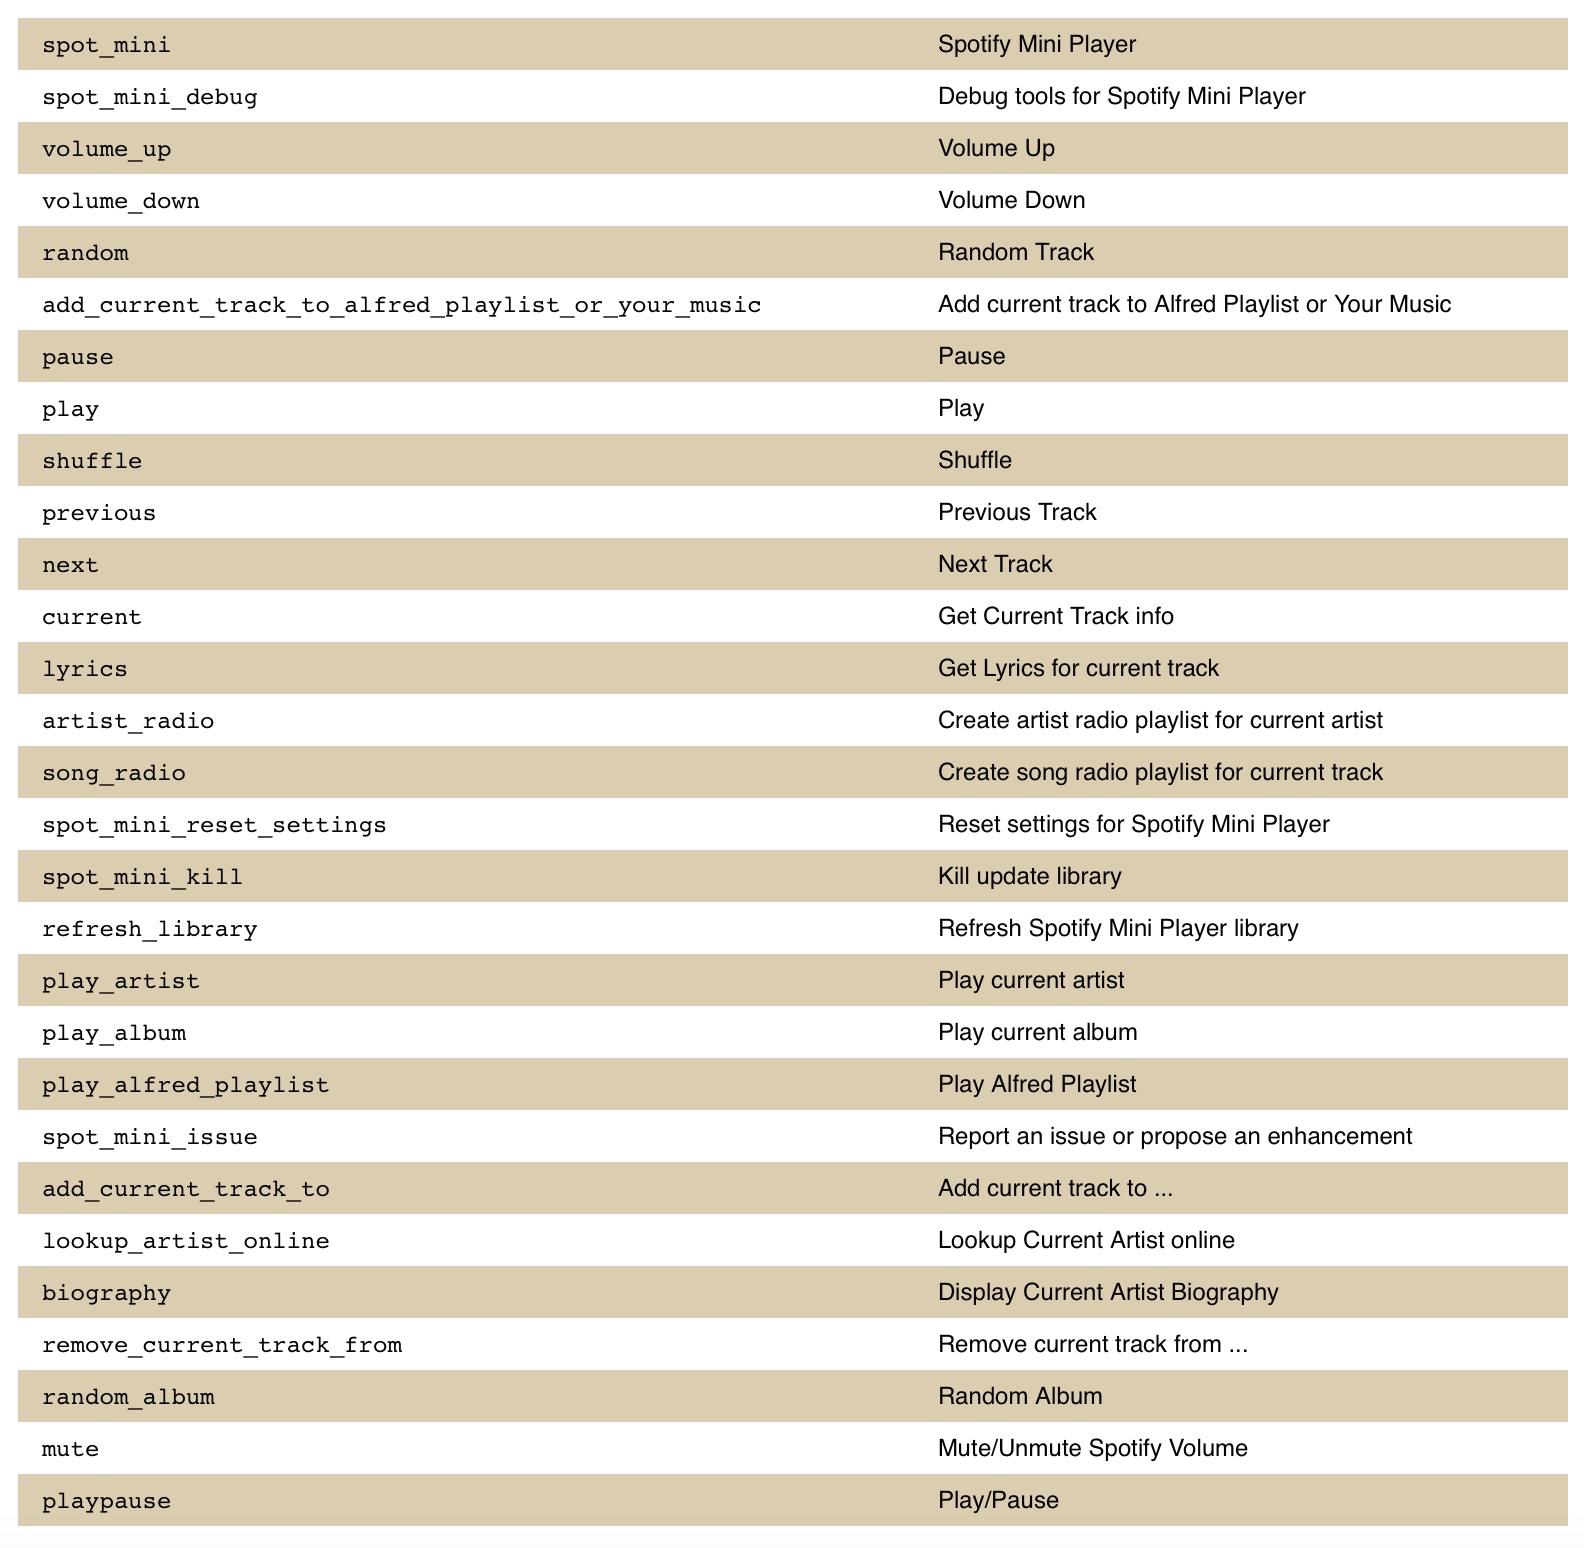 spot_mini Spotify Mini Player
spot_mini_debug Debug tools for Spotify Mini Player
volume_up Volume Up
volume_down Volume Down
random Random Track
add_current_track_to_alfred_playlist_or_your_music Add current track to Alfred Playlist or Your Music
pause Pause
play Play
shuffle Shuffle
previous Previous Track
next Next Track
current Get Current Track info
lyrics Get Lyrics for current track
artist_radio Create artist radio playlist for current artist
song_radio Create song radio playlist for current track
spot_mini_reset_settings Reset settings for Spotify Mini Player
spot_mini_kill Kill update library
refresh_library Refresh Spotify Mini Player library
play_artist Play current artist
play_album Play current album
play_alfred_playlist Play Alfred Playlist
spot_mini_issue Report an issue or propose an enhancement
add_current_track_to Add current track to ...
lookup_artist_online Lookup Current Artist online
biography Display Current Artist Biography
remove_current_track_from Remove current track from ...
random_album Random Album
mute Mute/Unmute Spotify Volume
playpause Play/Pause